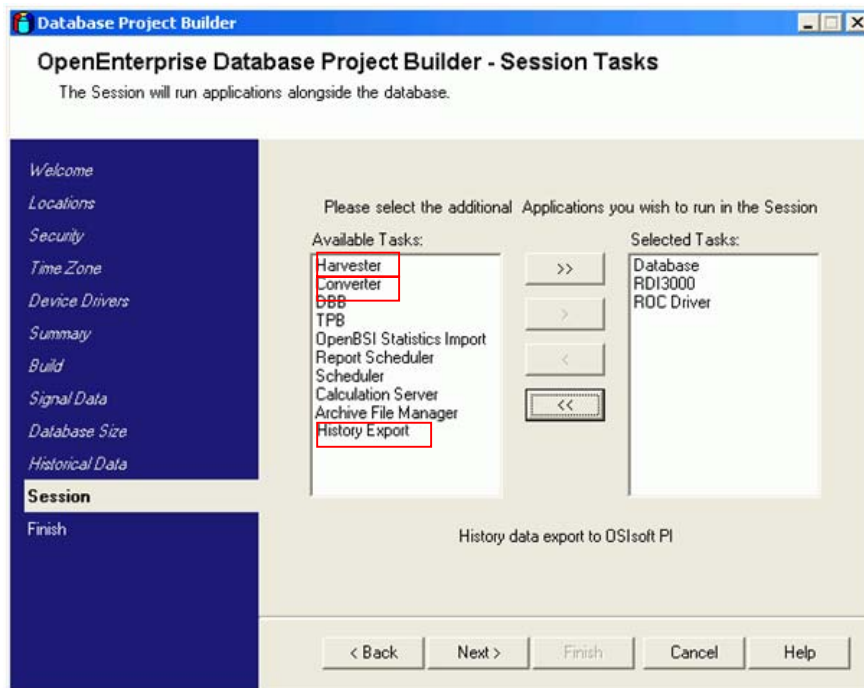 Database Project Builder
OpenEnterprise Database Project Builder - Session Tasks
The Session will run applications alongside the database.
Welcome
Locations
Security
Time Zone
Device Drivers
Summary
Build
Signal Data
Database Size
Historical Data
Session
Finish
Please select the additional Applications you wish to run in the Session
Available Tasks:
Harvester
Converter
DBB
TPB
OpenBSI Statistics Import
Report Scheduler
Scheduler
Calculation Server
Archive File Manager
History Export
>>
>
<
<<
Selected Tasks:
Database
RDI3000
ROC Driver
History data export to OSIsoft PI
< Back
Next >
Finish
Cancel
Help